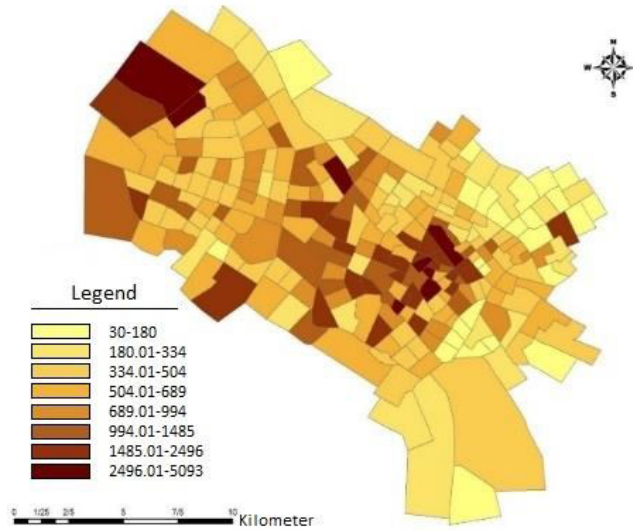 N
W E
S
Legend
30-180
180.01-334
334.01-504
504.01-689
689.01-994
994.01-1485
1485.01-2496
2496.01-5093
0 1/25 2/5 5 7/5 10
Kilometer